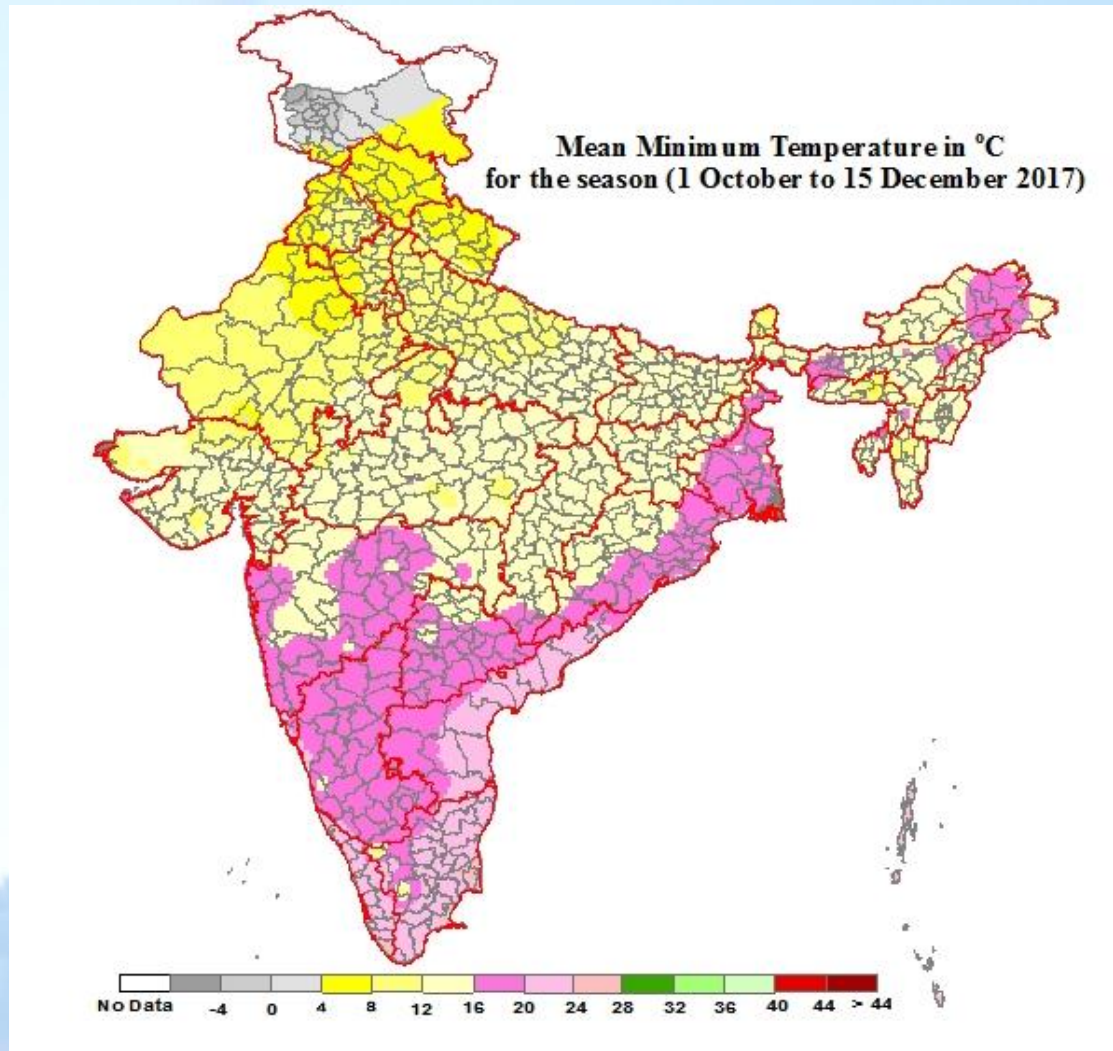 Mean Minimum Temperature in °C
for the season (1 October to 15 December 2017)
No Data -4 0 4 8 12 16 20 24 28 32 36 40 44 > 44